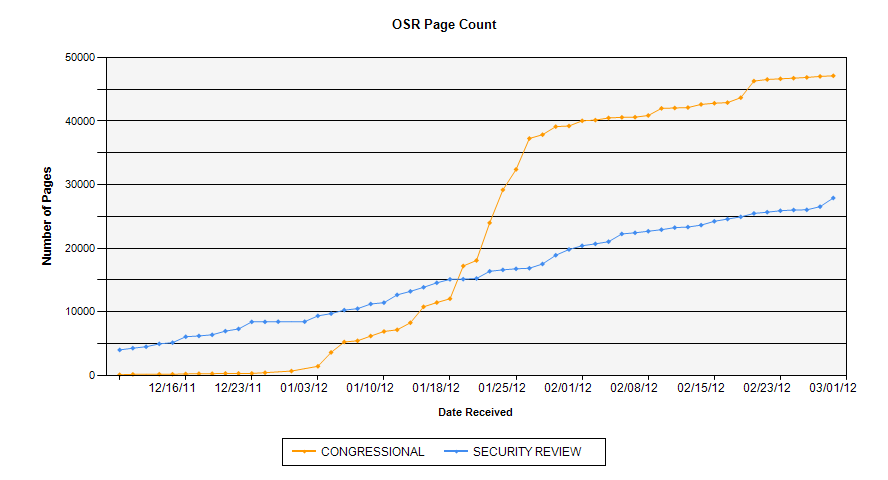 OSR Page Count
50000
40000
30000
20000
10000
0
Number of Pages
12/16/11 12/23/11 01/03/12 01/10/12 01/18/12 01/25/12 02/01/12 02/08/12 02/15/12 02/23/12 03/01/12
Date Received
CONGRESSIONAL SECURITY REVIEW